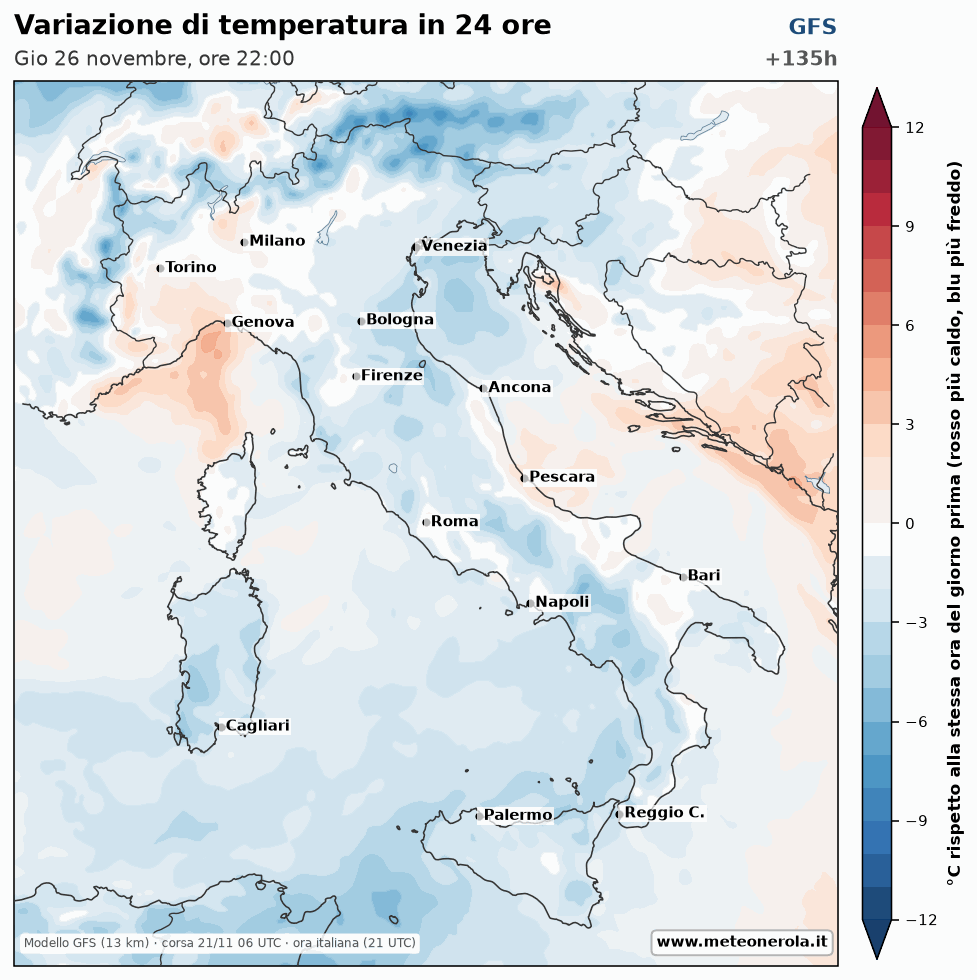 Variazione di temperatura in 24 ore
GFS
Gio 26 novembre, ore 22:00
+135h
Milano
Venezia
Torino
Genova
Bologna
Firenze
Ancona
Pescara
Roma
Bari
Napoli
Cagliari
Palermo
Reggio C.
12
9
6
3
0
−3
−6
−9
−12
°C rispetto alla stessa ora del giorno prima (rosso più caldo, blu più freddo)
Modello GFS (13 km) · corsa 21/11 06 UTC · ora italiana (21 UTC)
www.meteonerola.it